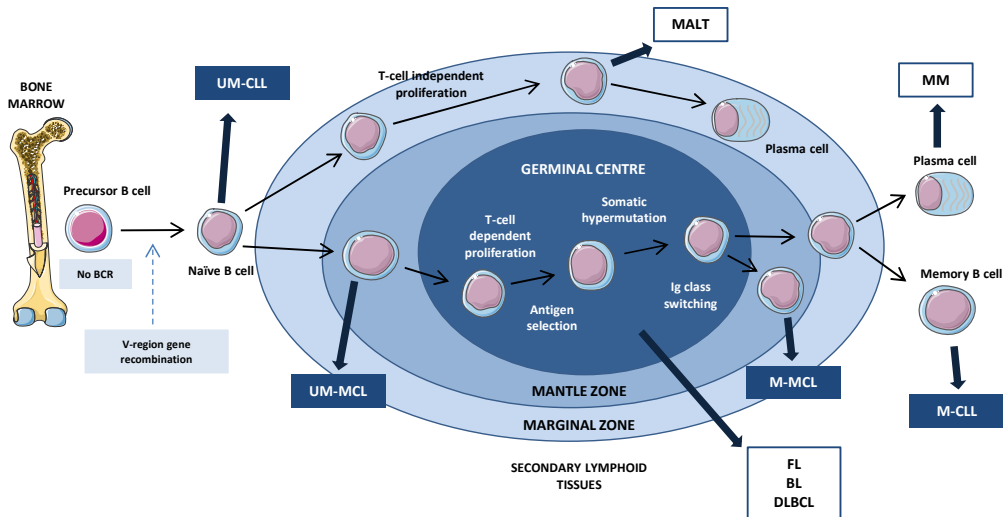 MALT
BONE
MARROW
UM-CLL
T-cell independent
proliferation
MM
Precursor B cell
Plasma cell
Plasma cell
GERMINAL CENTRE
Somatic
hypermutation
T-cell
dependent
proliferation
No BCR
Naïve B cell
Memory B cell
Ig class
switching
Antigen
selection
V-region gene
recombination
UM-MCL
MANTLE ZONE
M-MCL
M-CLL
MARGINAL ZONE
SECONDARY LYMPHOID
TISSUES
FL
BL
DLBCL